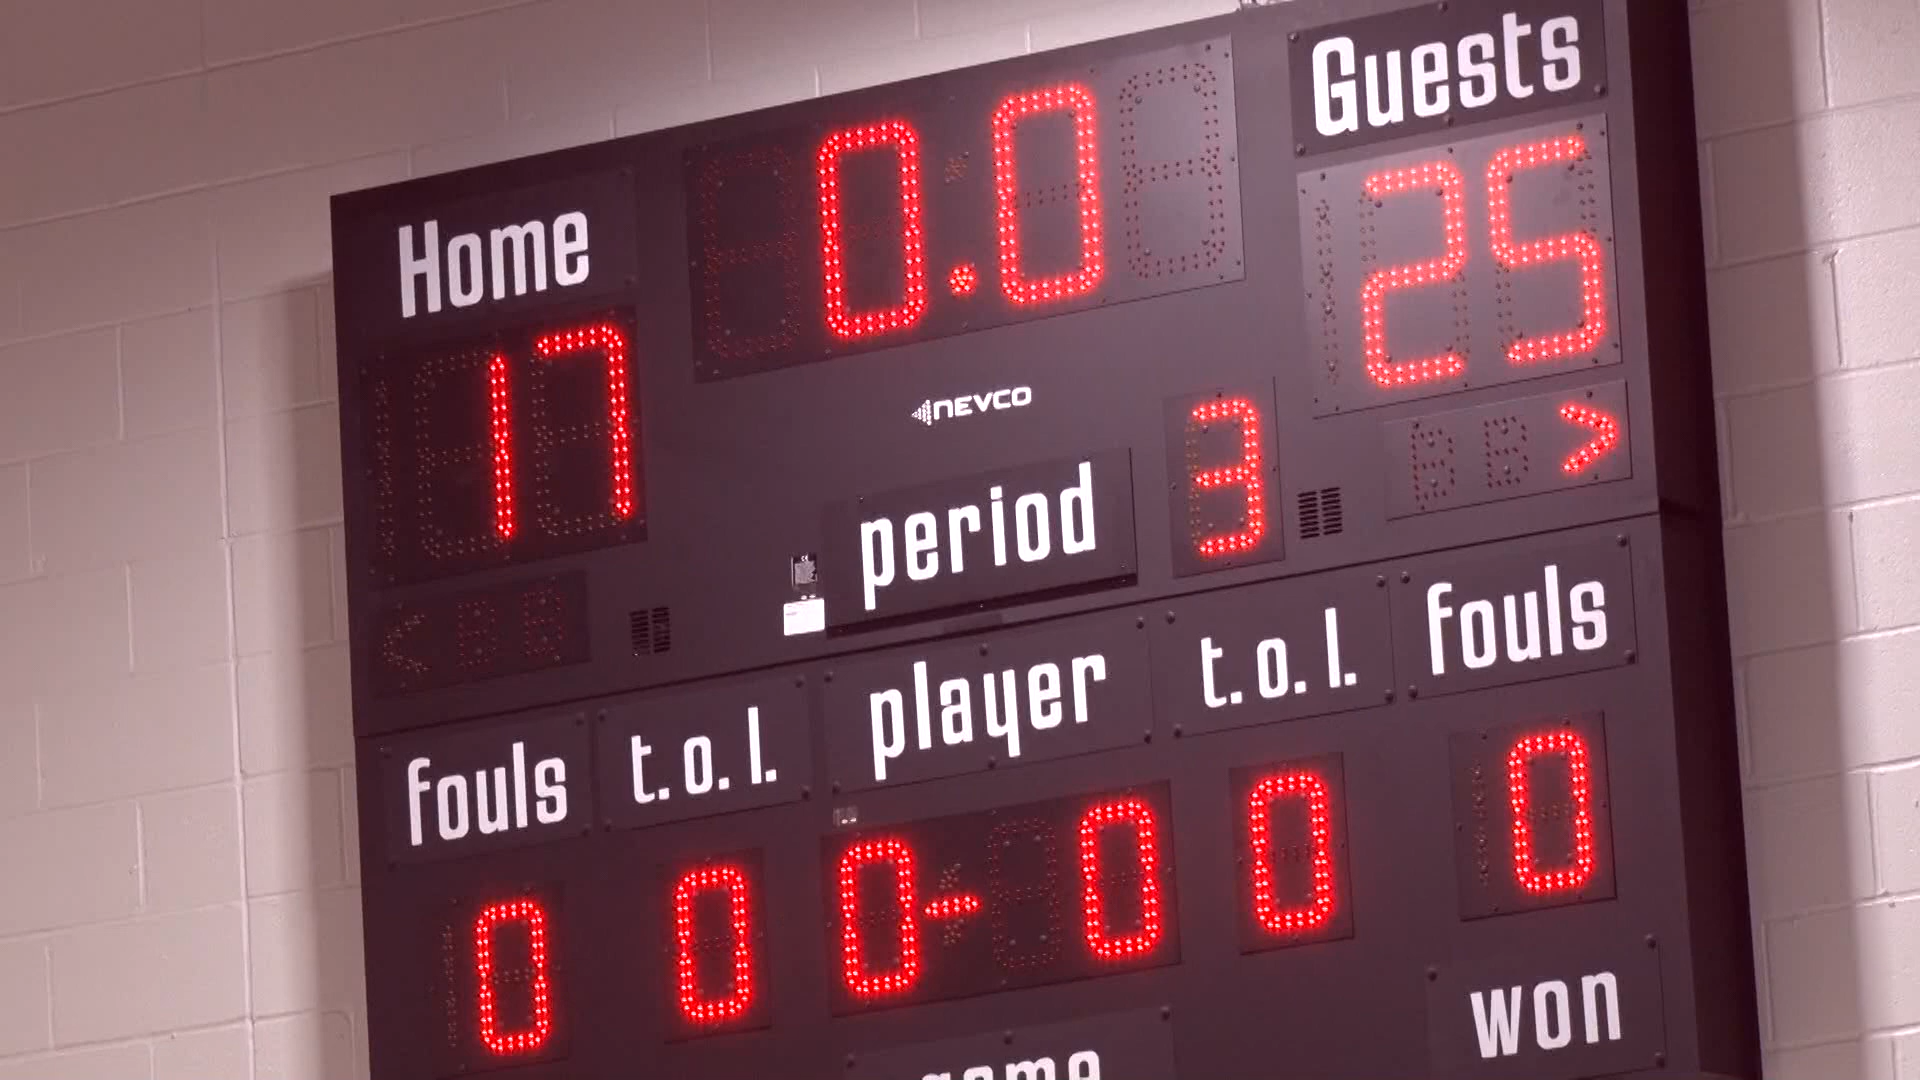 Guests
0.0
Home
25
17
NEVCO
3
>
period
fouls t.o.l. player t.o.l. fouls
0 0 0-0 0 0
won
game